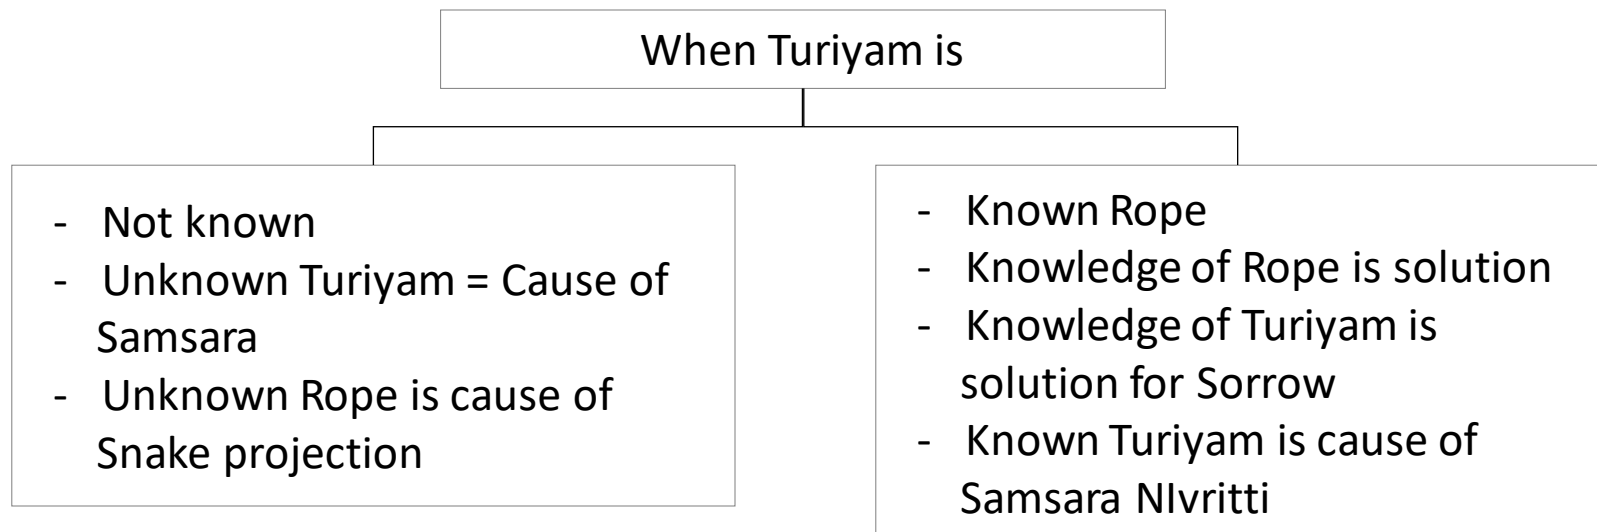 When Turiyam is
- Not known
- Unknown Turiyam = Cause of
Samsara
- Unknown Rope is cause of
Snake projection
- Known Rope
- Knowledge of Rope is solution
- Knowledge of Turiyam is
solution for Sorrow
- Known Turiyam is cause of
Samsara NIvritti